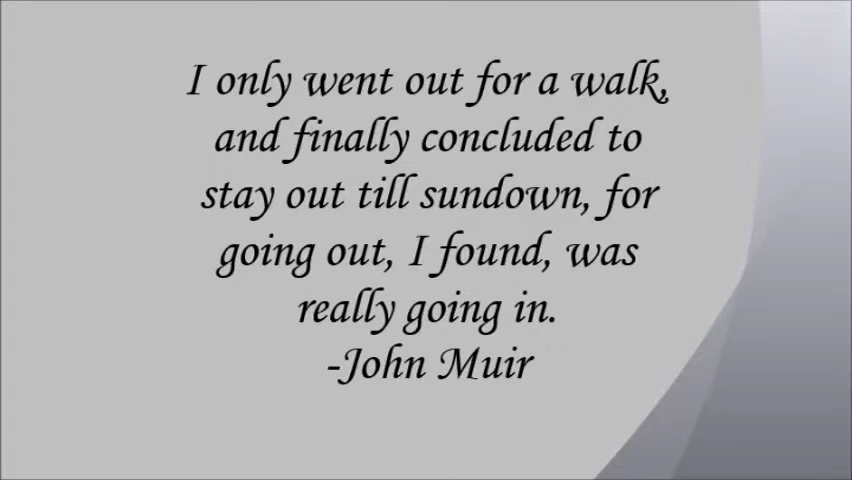 I only went out for a walk,
and finally concluded to
stay out till sundown, for
going out, I found, was
really going in.
-John Muir